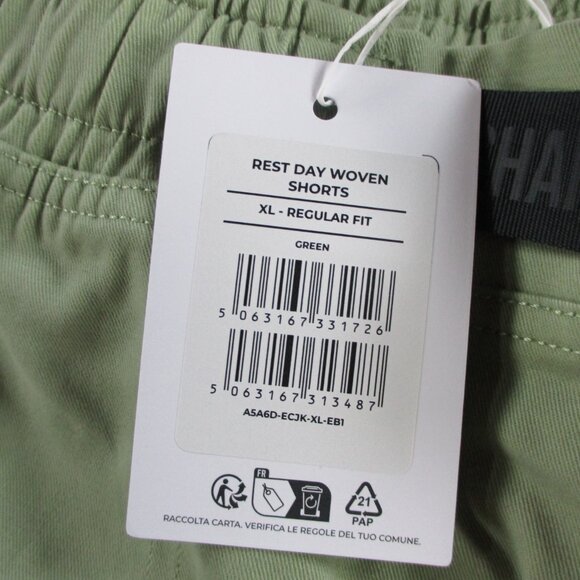 HA
REST DAY WOVEN
SHORTS
XL - REGULAR FIT
GREEN
5 063167 331726
5 063167 313487
A5A6D-ECJK-XL-EB1
FR
21
PAP
RACCOLTA CARTA. VERIFICA LE REGOLE DEL TUO COMUNE.